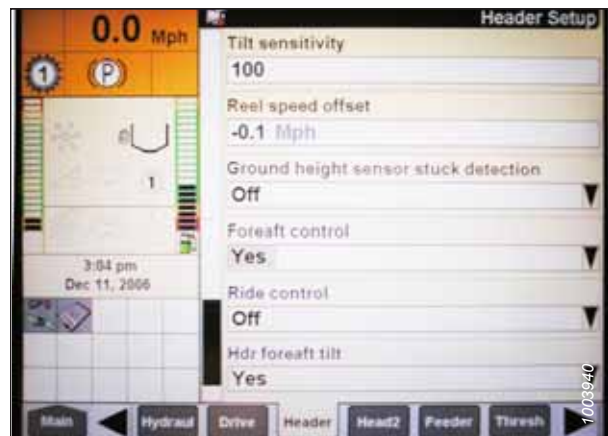 0.0 Mph
Header Setup
1
(P)
Tilt sensitivity
100
Reel speed offset
-0.1 Mph
Ground height sensor stuck detection
Off
Foreaft control
Yes
Ride control
Off
Hdr foreaft tilt
Yes
1
3:04 pm
Dec 11, 2006
GPS
Main
Hydraul
Drive
Header
Head2
Feeder
Thresh
1003940